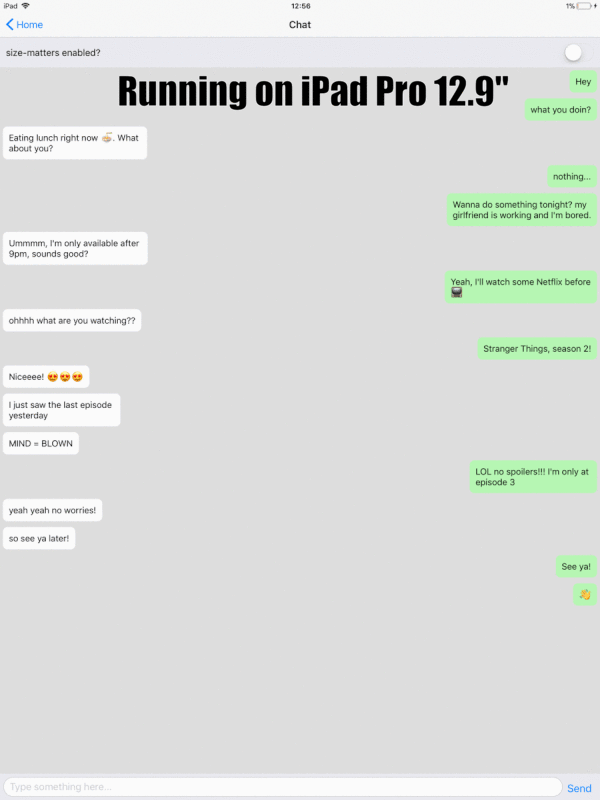 iPad 12:56 1%
Home Chat
size-matters enabled?
Running on iPad Pro 12.9"
Hey
what you doin?
Eating lunch right now 🍜. What
about you?
nothing...
Wanna do something tonight? my
girlfriend is working and I'm bored.
Ummmm, I'm only available after
9pm, sounds good?
Yeah, I'll watch some Netflix before
📺
ohhhh what are you watching??
Stranger Things, season 2!
Niceeee! 😍😍😍
I just saw the last episode
yesterday
MIND = BLOWN
LOL no spoilers!!! I'm only at
episode 3
yeah yeah no worries!
so see ya later!
See ya!
👋
Type something here...
Send